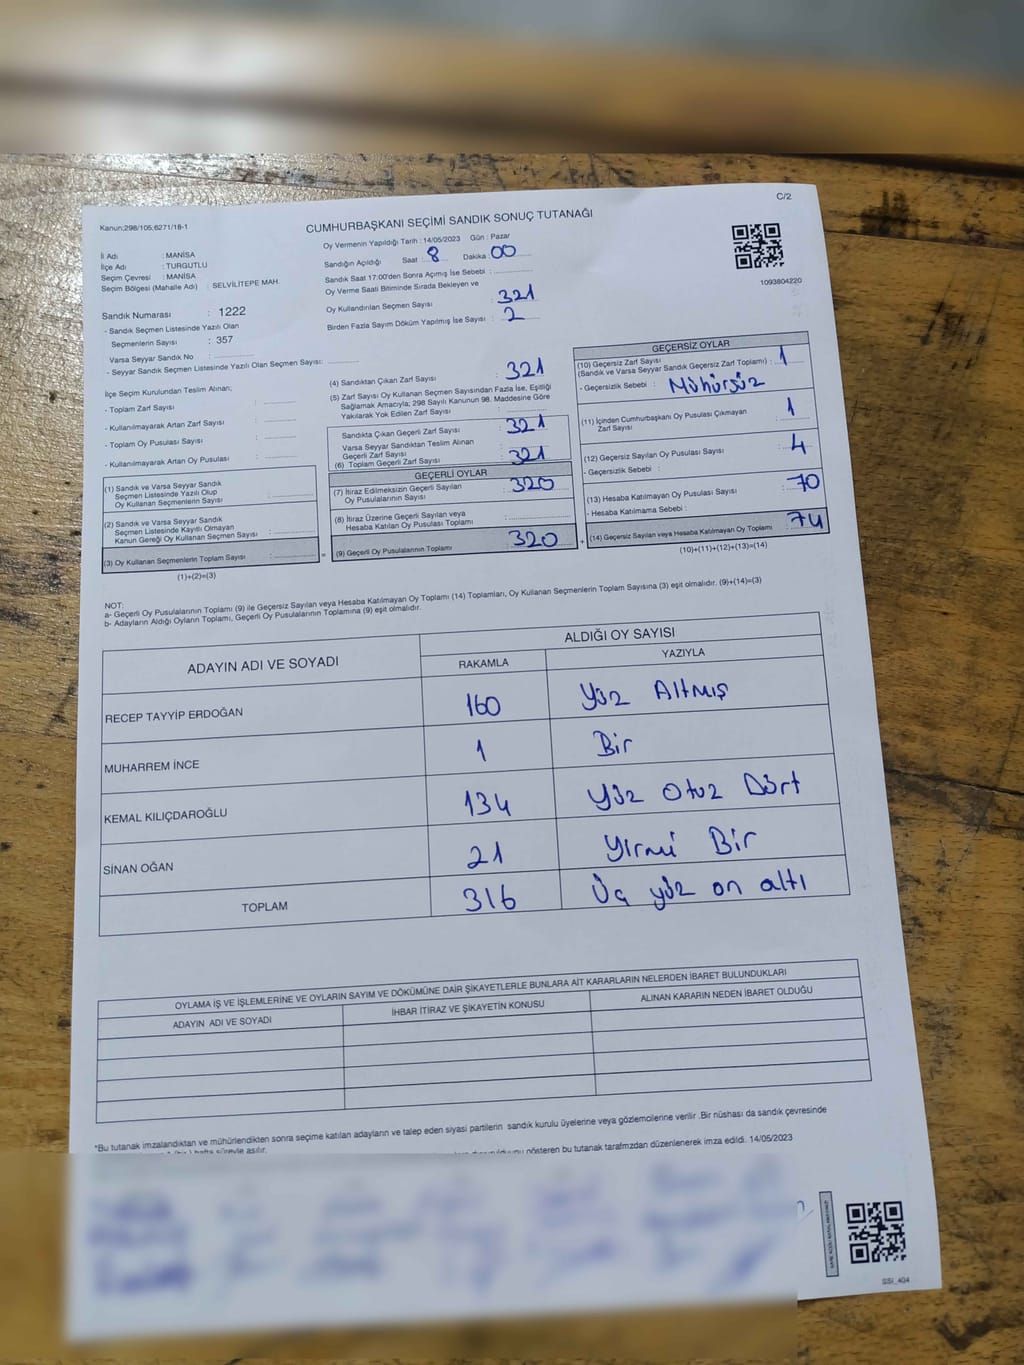 C/2
Kanun;298/105;6271/18-1
CUMHURBAŞKANI SEÇİMİ SANDIK SONUÇ TUTANAĞI
Oy Vermenin Yapıldığı Tarih : 14/05/2023 Gün : Pazar
İl Adı : MANİSA
İlçe Adı : TURGUTLU
Seçim Çevresi : MANİSA
Seçim Bölgesi (Mahalle Adı) : SELVİLİTEPE MAH.
Sandığın Açıldığı Saat : 8 Dakika : 00
Sandık Saat 17:00'den Sonra Açımış İse Sebebi :
Oy Verme Saati Bitiminde Sırada Bekleyen ve
Oy Kullandırılan Seçmen Sayısı : 321
Birden Fazla Sayım Döküm Yapılmış İse Sayısı : 2
1093804220
Sandık Numarası : 1222
- Sandık Seçmen Listesinde Yazılı Olan
Seçmenlerin Sayısı : 357
Varsa Seyyar Sandık No :
- Seyyar Sandık Seçmen Listesinde Yazılı Olan Seçmen Sayısı:
İlçe Seçim Kurulundan Teslim Alınan;
- Toplam Zarf Sayısı :
- Kullanılmayarak Artan Zarf Sayısı :
- Toplam Oy Pusulası Sayısı :
- Kullanılmayarak Artan Oy Pusulası :
(1) Sandık ve Varsa Seyyar Sandık
Seçmen Listesinde Yazılı Olup
Oy Kullanan Seçmenlerin Sayısı :
(2) Sandık ve Varsa Seyyar Sandık
Seçmen Listesinde Kayıtlı Olmayan
Kanun Gereği Oy Kullanan Seçmen Sayısı :
(3) Oy Kullanan Seçmenlerin Toplam Sayısı :
(1)+(2)=(3)
(4) Sandıktan Çıkan Zarf Sayısı : 321
(5) Zarf Sayısı Oy Kullanan Seçmen Sayısından Fazla İse, Eşitliği
Sağlamak Amacıyla; 298 Sayılı Kanunun 98. Maddesine Göre
Yakılarak Yok Edilen Zarf Sayısı :
Sandıkta Çıkan Geçerli Zarf Sayısı : 321
Varsa Seyyar Sandıktan Teslim Alınan
Geçerli Zarf Sayısı :
(6) Toplam Geçerli Zarf Sayısı : 321
GEÇERLİ OYLAR
(7) İtiraz Edilmeksizin Geçerli Sayılan
Oy Pusulalarının Sayısı : 320
(8) İtiraz Üzerine Geçerli Sayılan veya
Hesaba Katılan Oy Pusulası Toplamı :
= (9) Geçerli Oy Pusulalarının Toplamı : 320
GEÇERSİZ OYLAR
(10) Geçersiz Zarf Sayısı
(Sandık ve Varsa Seyyar Sandık Geçersiz Zarf Toplamı) : 1
- Geçersizlik Sebebi : Mühürsüz
(11) İçinden Cumhurbaşkanı Oy Pusulası Çıkmayan
Zarf Sayısı : 1
(12) Geçersiz Sayılan Oy Pusulası Sayısı : 4
- Geçersizlik Sebebi :
(13) Hesaba Katılmayan Oy Pusulası Sayısı : 70
- Hesaba Katılmama Sebebi :
+ (14) Geçersiz Sayılan veya Hesaba Katılmayan Oy Toplamı : 74
(10)+(11)+(12)+(13)=(14)
NOT:
a- Geçerli Oy Pusulalarının Toplamı (9) ile Geçersiz Sayılan veya Hesaba Katılmayan Oy Toplamı (14) Toplamları, Oy Kullanan Seçmenlerin Toplam Sayısına (3) eşit olmalıdır. (9)+(14)=(3)
b- Adayların Aldığı Oyların Toplamı, Geçerli Oy Pusulalarının Toplamına (9) eşit olmalıdır.
ADAYIN ADI VE SOYADI
ALDIĞI OY SAYISI
RAKAMLA YAZIYLA
RECEP TAYYİP ERDOĞAN 160 Yüz Altmış
MUHARREM İNCE 1 Bir
KEMAL KILIÇDAROĞLU 134 Yüz Otuz Dört
SİNAN OĞAN 21 Yirmi Bir
TOPLAM 316 Üç yüz on altı
OYLAMA İŞ VE İŞLEMLERİNE VE OYLARIN SAYIM VE DÖKÜMÜNE DAİR ŞİKAYETLERLE BUNLARA AİT KARARLARIN NELERDEN İBARET BULUNDUKLARI
ADAYIN ADI VE SOYADI İHBAR İTİRAZ VE ŞİKAYETİN KONUSU ALINAN KARARIN NEDEN İBARET OLDUĞU
*Bu tutanak imzalandıktan ve mühürlendikten sonra seçime katılan adayların ve talep eden siyasi partilerin sandık kurulu üyelerine veya gözlemcilerine verilir .Bir nüshası da sandık çevresinde
hafta süreyle asılır.
gösteren bu tutanak tarafımzdan düzenlenerek imza edildi. 14/05/2023